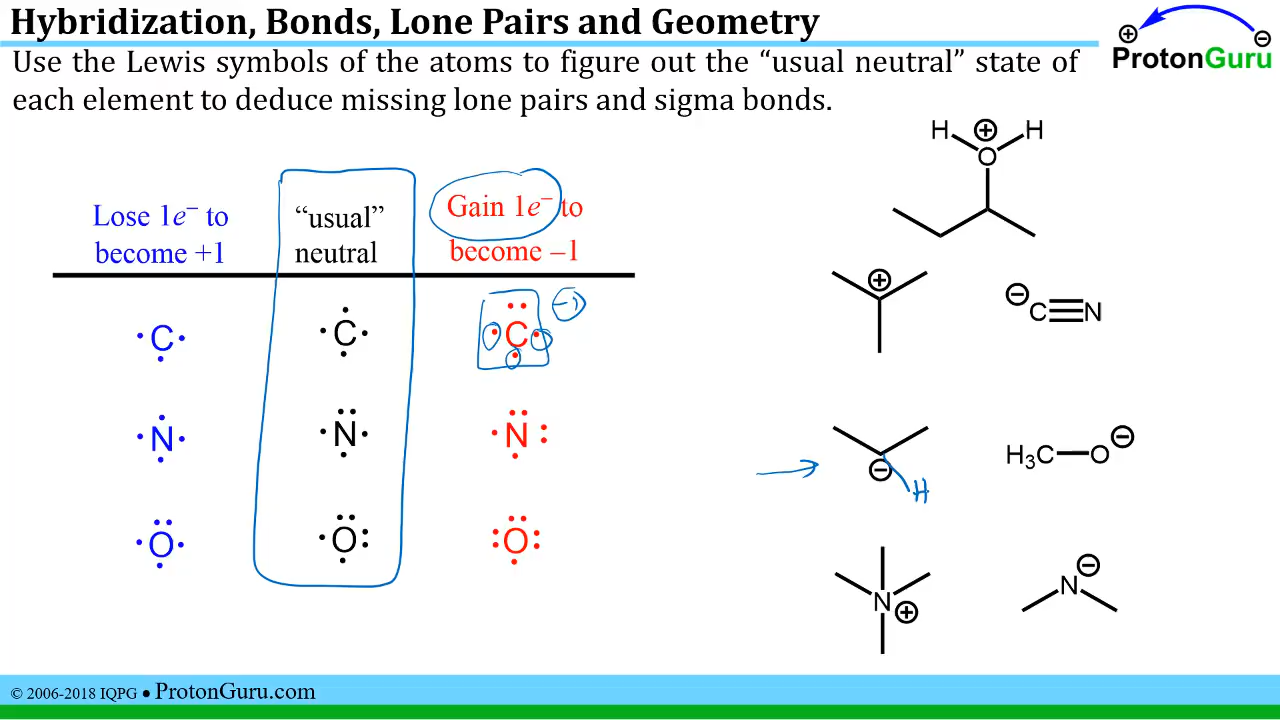 Hybridization, Bonds, Lone Pairs and Geometry
ProtonGuru
Use the Lewis symbols of the atoms to figure out the “usual neutral” state of
each element to deduce missing lone pairs and sigma bonds.
Lose 1e⁻ to
become +1
“usual”
neutral
Gain 1e⁻ to
become –1
C
C
C
−1
N
N
N
O
O
O
H ⊕ H
O
⊕
⊖
C≡N
⊖
H
H₃C—O ⊖
N
⊕
N ⊖
© 2006-2018 IQPG ● ProtonGuru.com